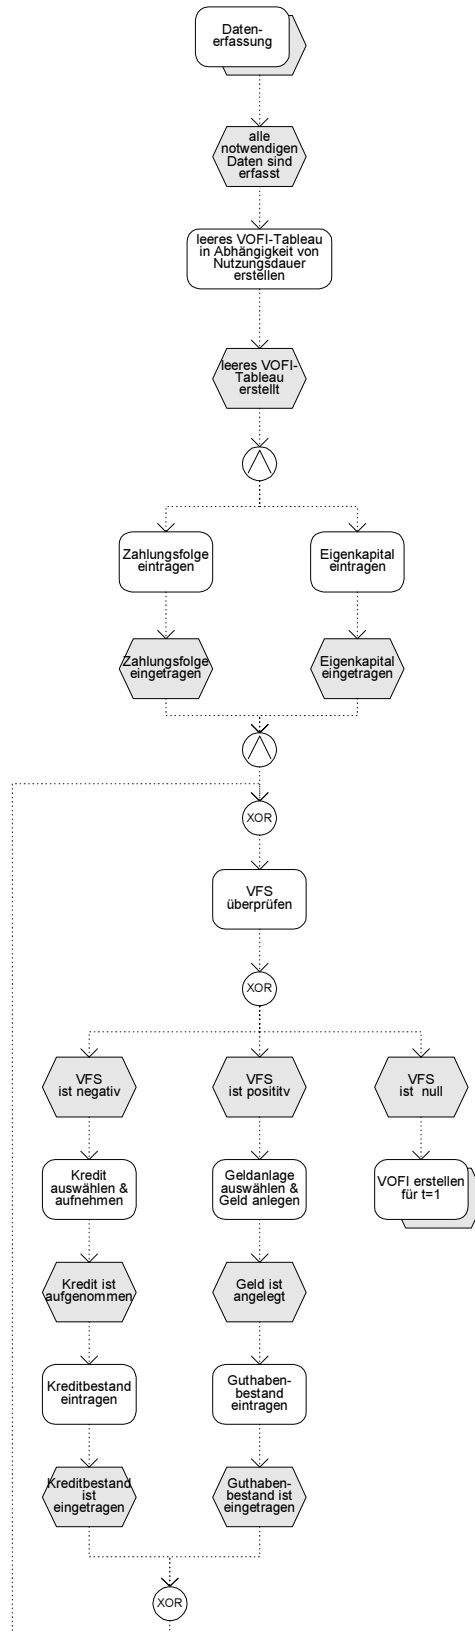 Daten-
erfassung
alle
notwendigen
Daten sind
erfasst
leeres VOFI-Tableau
in Abhängigkeit von
Nutzungsdauer
erstellen
leeres VOFI-
Tableau
erstellt
Zahlungsfolge
eintragen
Eigenkapital
eintragen
Zahlungsfolge
eingetragen
Eigenkapital
eingetragen
XOR
VFS
überprüfen
XOR
VFS
ist negativ
VFS
ist posititv
VFS
ist null
Kredit
auswählen &
aufnehmen
Geldanlage
auswählen &
Geld anlegen
VOFI erstellen
für t=1
Kredit ist
aufgenommen
Geld ist
angelegt
Kreditbestand
eintragen
Guthaben-
bestand
eintragen
Kreditbestand
ist
eingetragen
Guthaben-
bestand ist
eingetragen
XOR